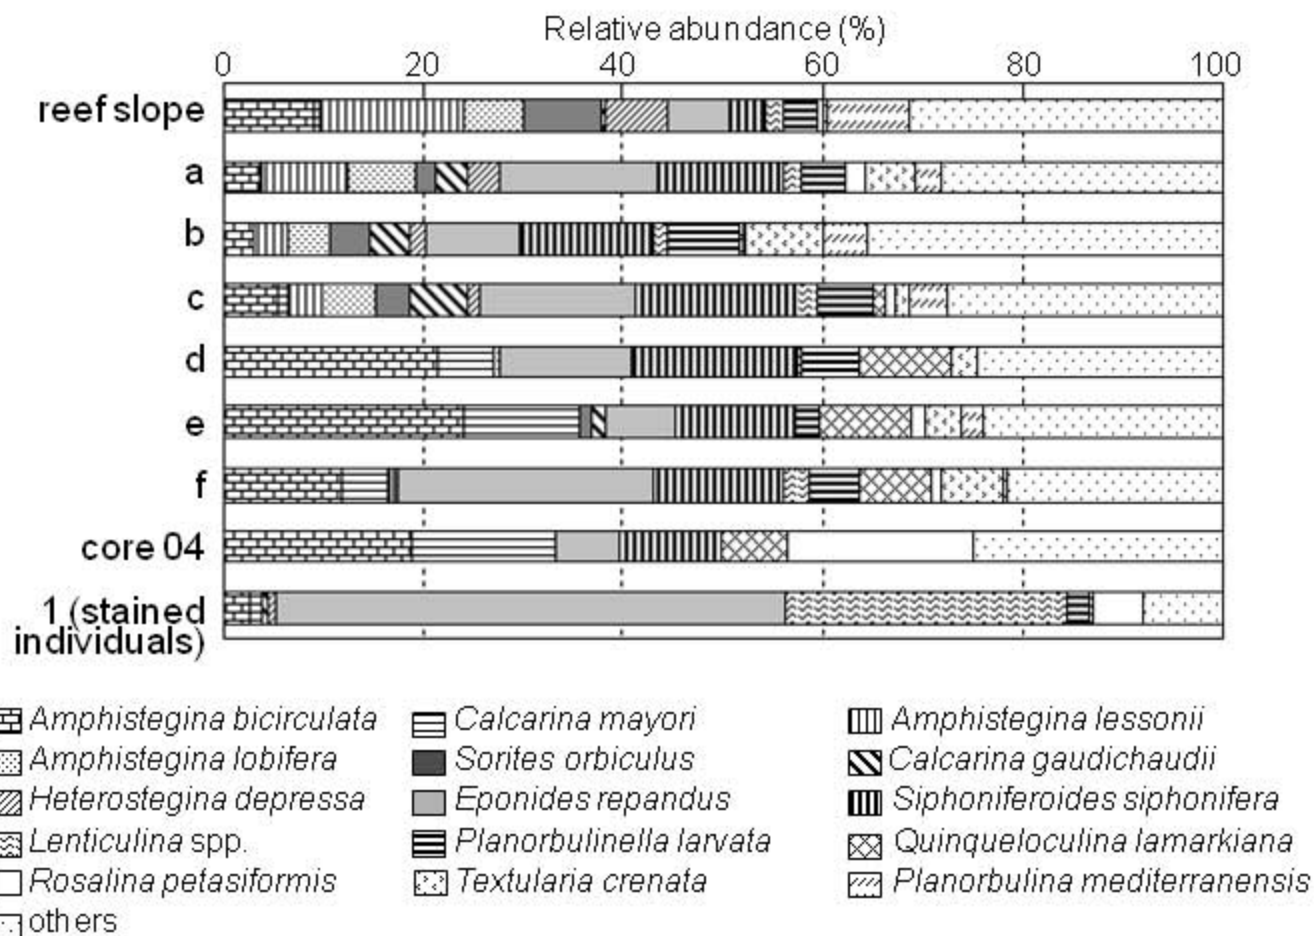 Relative abundance (%)
0 20 40 60 80 100
reef slope
a
b
c
d
e
f
core 04
1 (stained
individuals)
Amphistegina bicirculata Calcarina mayori Amphistegina lessonii
Amphistegina lobifera Sorites orbiculus Calcarina gaudichaudii
Heterostegina depressa Eponides repandus Siphoniferoides siphonifera
Lenticulina spp. Planorbulinella larvata Quinqueloculina lamarkiana
Rosalina petasiformis Textularia crenata Planorbulina mediterranensis
others